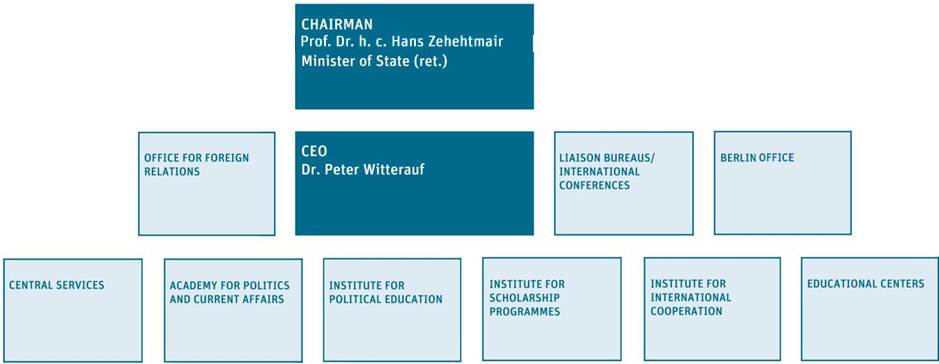 CHAIRMAN
Prof. Dr. h. c. Hans Zehehtmair
Minister of State (ret.)
OFFICE FOR FOREIGN
RELATIONS
CEO
Dr. Peter Witterauf
LIAISON BUREAUS/
INTERNATIONAL
CONFERENCES
BERLIN OFFICE
CENTRAL SERVICES
ACADEMY FOR POLITICS
AND CURRENT AFFAIRS
INSTITUTE FOR
POLITICAL EDUCATION
INSTITUTE FOR
SCHOLARSHIP
PROGRAMMES
INSTITUTE FOR
INTERNATIONAL
COOPERATION
EDUCATIONAL CENTERS